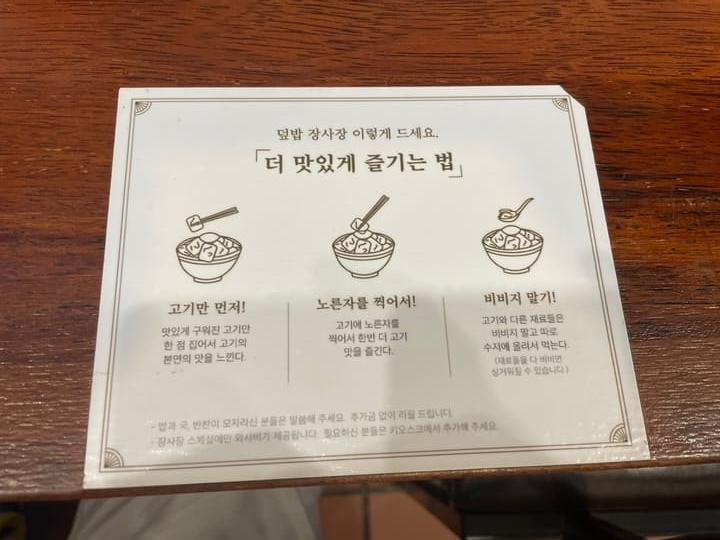 덮밥 장사장 이렇게 드세요.
「더 맛있게 즐기는 법」
고기만 먼저!
맛있게 구워진 고기만
한 점 집어서 고기의
본연의 맛을 느낀다.
노른자를 찍어서!
고기에 노른자를
찍어서 한번 더 고기
맛을 즐긴다.
비비지 말기!
고기와 다른 재료들은
비비지 말고 따로
수저에 올려서 먹는다.
(재료들을 다 비비면
싱거워질 수 있습니다.)
- 밥과 국, 반찬이 모자라신 분들은 말씀해 주세요. 추가금 없이 리필 드립니다.
- 장사장 스페셜에만 와사비가 제공됩니다. 필요하신 분들은 키오스크에서 추가해 주세요.